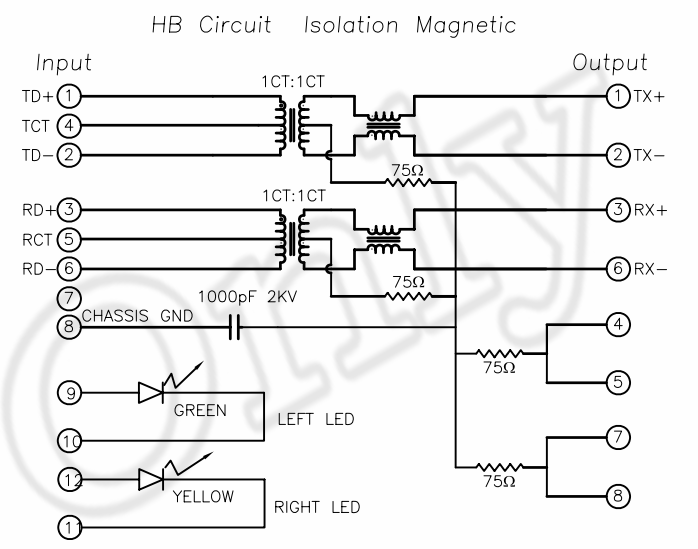 HB Circuit Isolation Magnetic
Input Output
1CT:1CT
TD+ 1 1 TX+
TCT 4
TD- 2 2 TX-
75Ω
1CT:1CT
RD+ 3 3 RX+
RCT 5
RD- 6 6 RX-
75Ω
7
1000pF 2KV
8 CHASSIS GND
4
75Ω
5
9
GREEN
LEFT LED
10
7
12
75Ω
YELLOW
8
RIGHT LED
11
Only